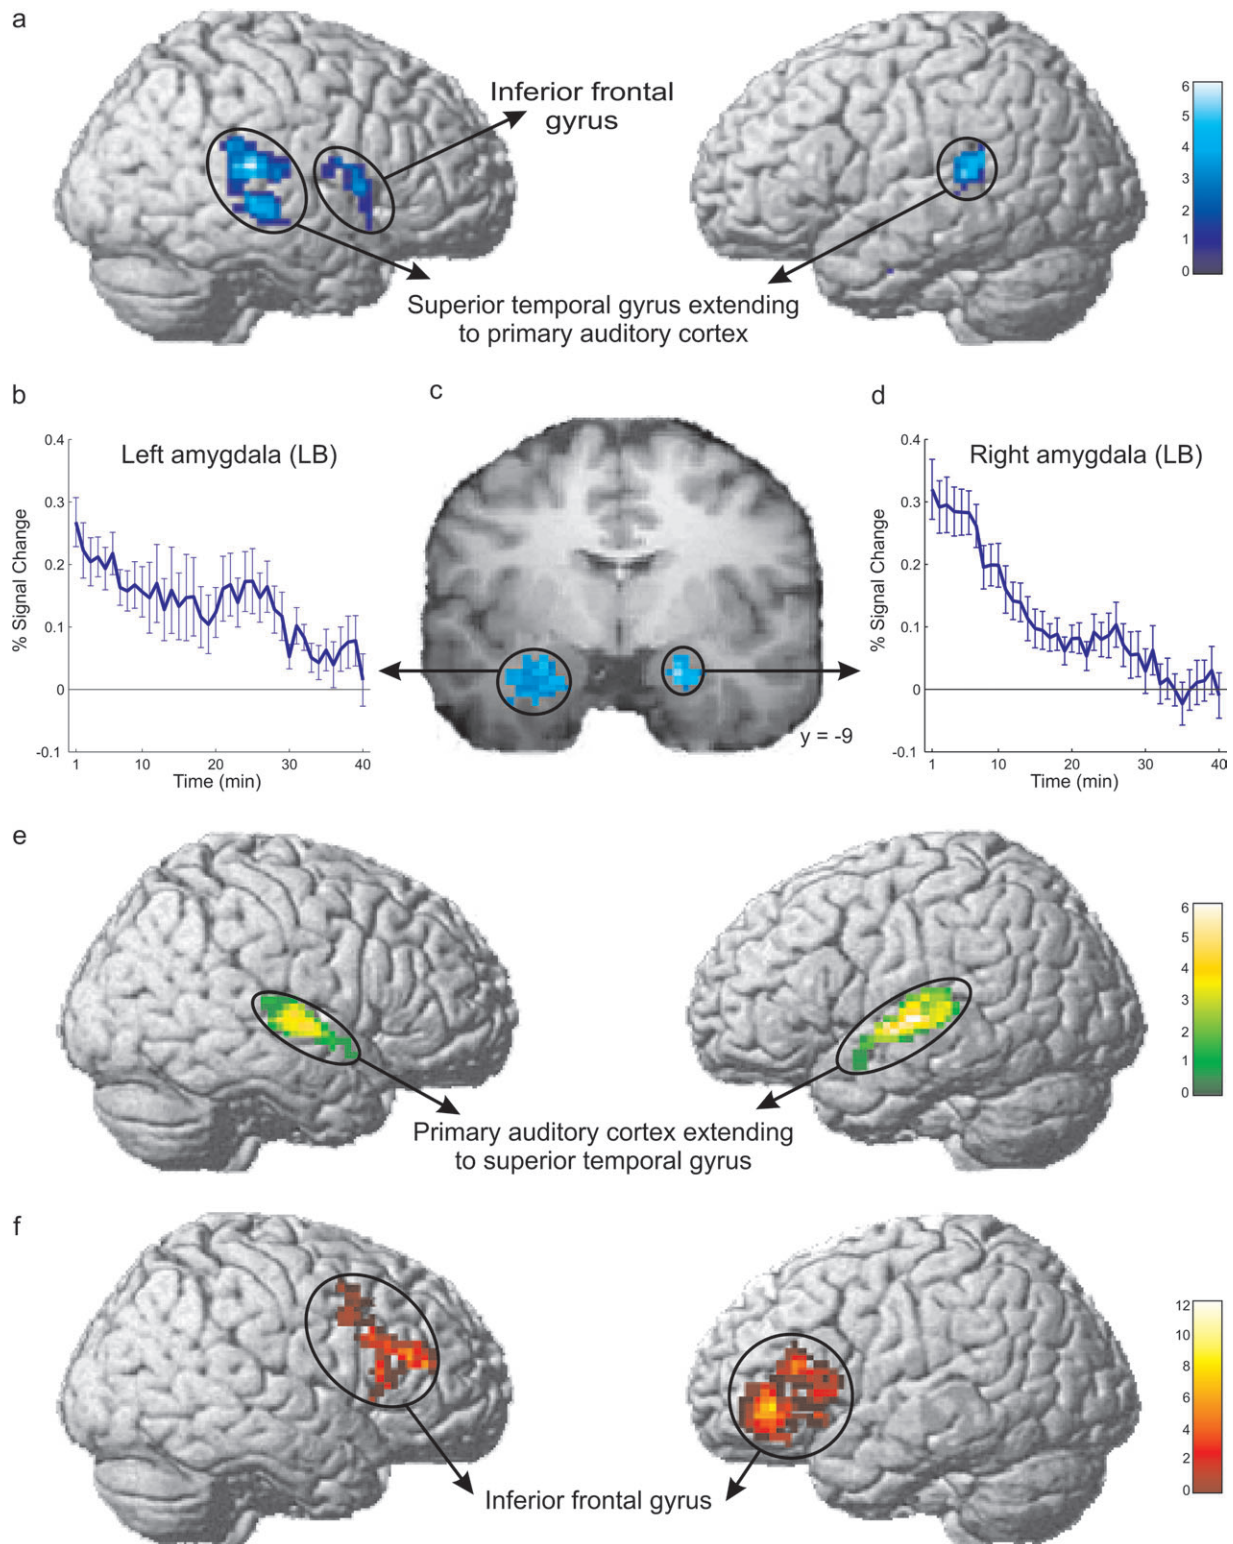 a
Inferior frontal
gyrus
6
5
4
3
2
1
0
Superior temporal gyrus extending
to primary auditory cortex
b
Left amygdala (LB)
% Signal Change
0.4
0.3
0.2
0.1
0
-0.1
1 10 20 30 40
Time (min)
c
y = -9
d
Right amygdala (LB)
% Signal Change
0.4
0.3
0.2
0.1
0
-0.1
1 10 20 30 40
Time (min)
e
6
5
4
3
2
1
0
Primary auditory cortex extending
to superior temporal gyrus
f
12
10
8
6
4
2
0
Inferior frontal gyrus